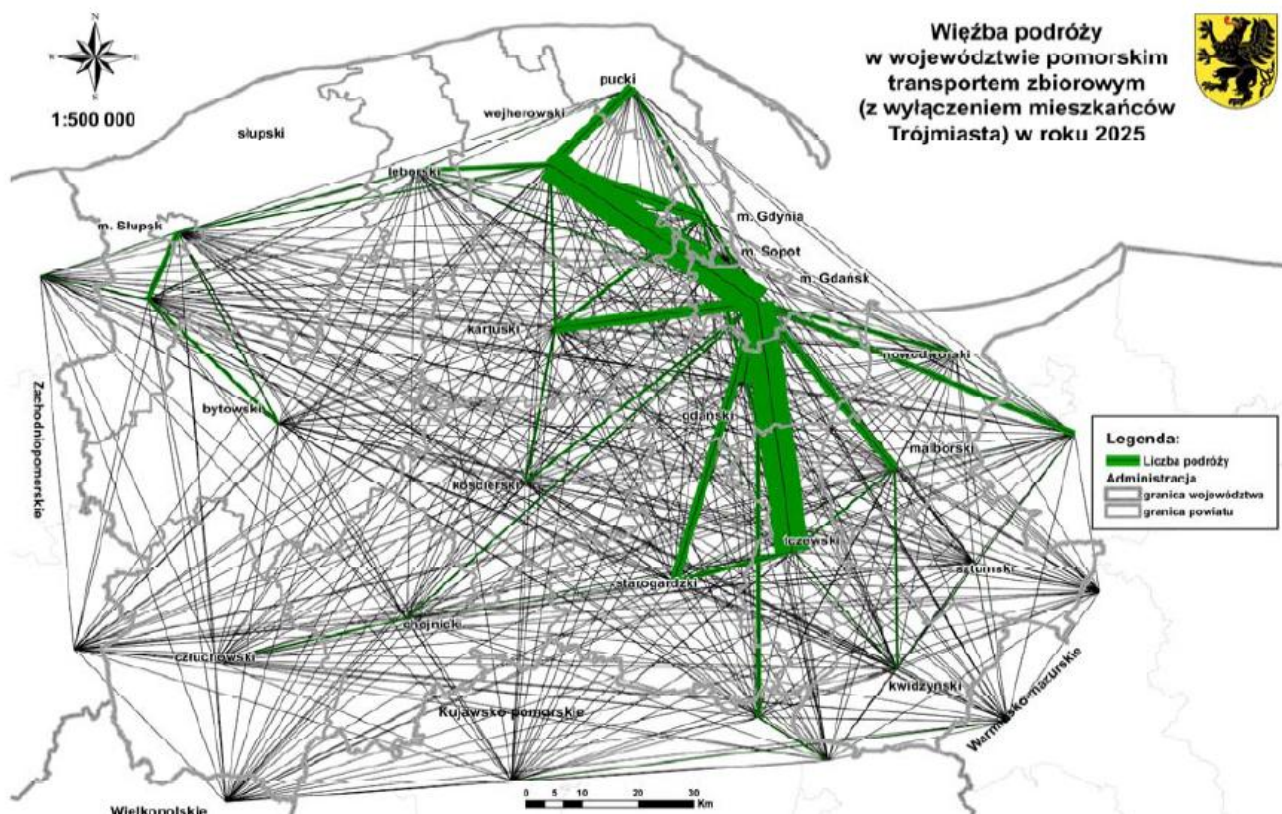 Więźba podróży
w województwie pomorskim
transportem zbiorowym
(z wyłączeniem mieszkańców
Trójmiasta) w roku 2025
N
W
E
S
1:500 000
pucki
wejherowski
słupski
lęborski
m. Gdynia
m. Słupsk
m. Sopot
m. Gdańsk
kartuski
nowodworski
Zachodniopomorskie
bytowski
gdański
malborski
Legenda:
Liczba podróży
Administracja
granica województwa
granica powiatu
kościerski
tczewski
starogardzki
sztumski
chojnicki
człuchowski
kwidzyński
Warmińsko-mazurskie
Kujawsko-pomorskie
0 5 10 20 30
Km
Wielkopolskie